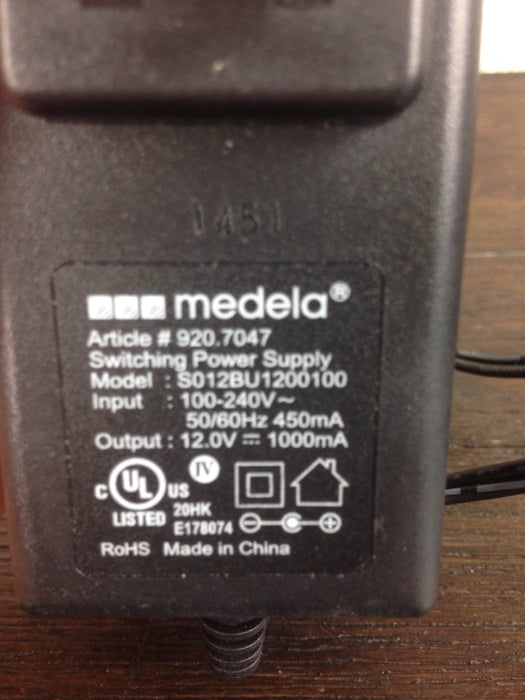 1451
medela®
Article # 920.7047
Switching Power Supply
Model : S012BU1200100
Input : 100-240V~
50/60Hz 450mA
Output : 12.0V ⎓ 1000mA
IV
C UL US
LISTED 20HK
E178074
RoHS Made in China